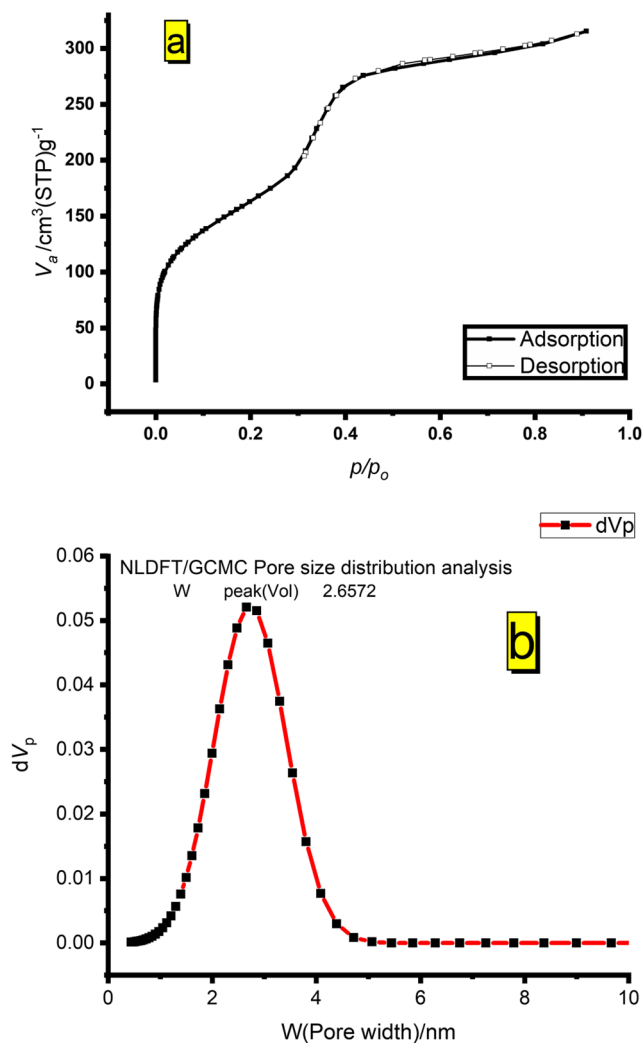 a
300
250
200
150
100
50
0
Va /cm³(STP)g⁻¹
Adsorption
Desorption
0.0 0.2 0.4 0.6 0.8 1.0
p/po
dVp
0.06
0.05
0.04
0.03
0.02
0.01
0.00
NLDFT/GCMC Pore size distribution analysis
W peak(Vol) 2.6572
b
dVp
0 2 4 6 8 10
W(Pore width)/nm